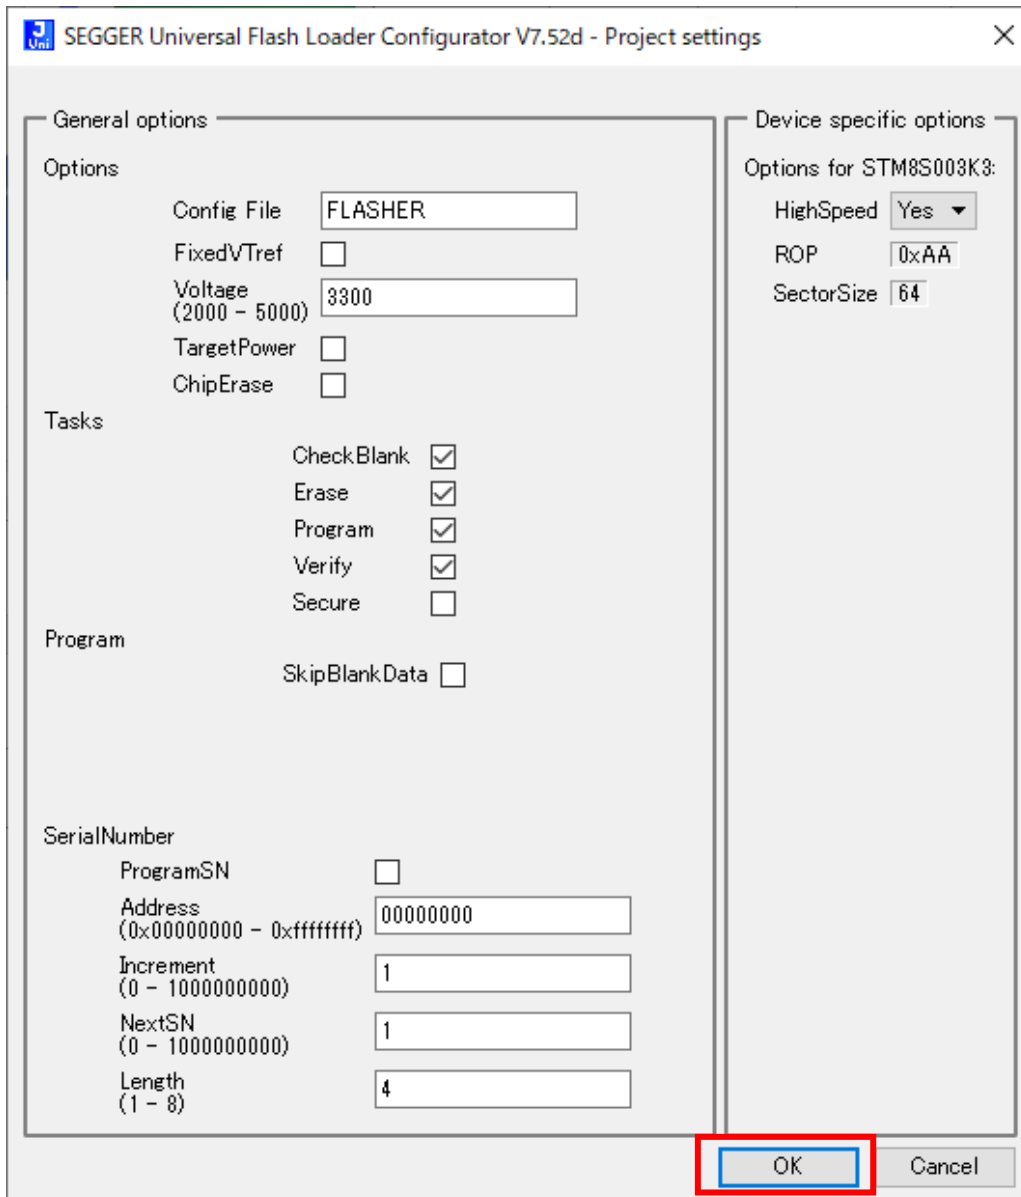 J
Uni
SEGGER Universal Flash Loader Configurator V7.52d - Project settings
General options
Options
Config File FLASHER
FixedVTref
Voltage
(2000 - 5000)
3300
TargetPower
ChipErase
Tasks
CheckBlank
Erase
Program
Verify
Secure
Program
SkipBlankData
SerialNumber
ProgramSN
Address
(0x00000000 - 0xffffffff)
00000000
Increment
(0 - 1000000000)
1
NextSN
(0 - 1000000000)
1
Length
(1 - 8)
4
Device specific options
Options for STM8S003K3:
HighSpeed Yes
ROP 0xAA
SectorSize 64
OK
Cancel